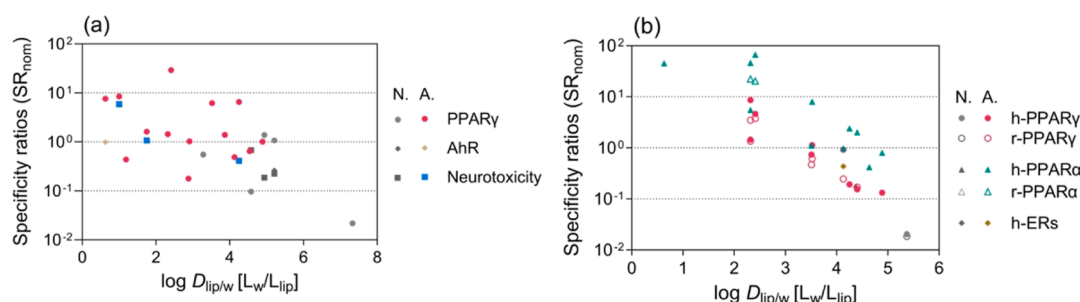 (a)
Specificity ratios (SRnom)
10²
10¹
10⁰
10⁻¹
10⁻²
0 2 4 6 8
log Dlip/w [Lw/Llip]
N. A.
PPARγ
AhR
Neurotoxicity
(b)
Specificity ratios (SRnom)
10²
10¹
10⁰
10⁻¹
10⁻²
0 1 2 3 4 5 6
log Dlip/w [Lw/Llip]
N. A.
h-PPARγ
r-PPARγ
h-PPARα
r-PPARα
h-ERs